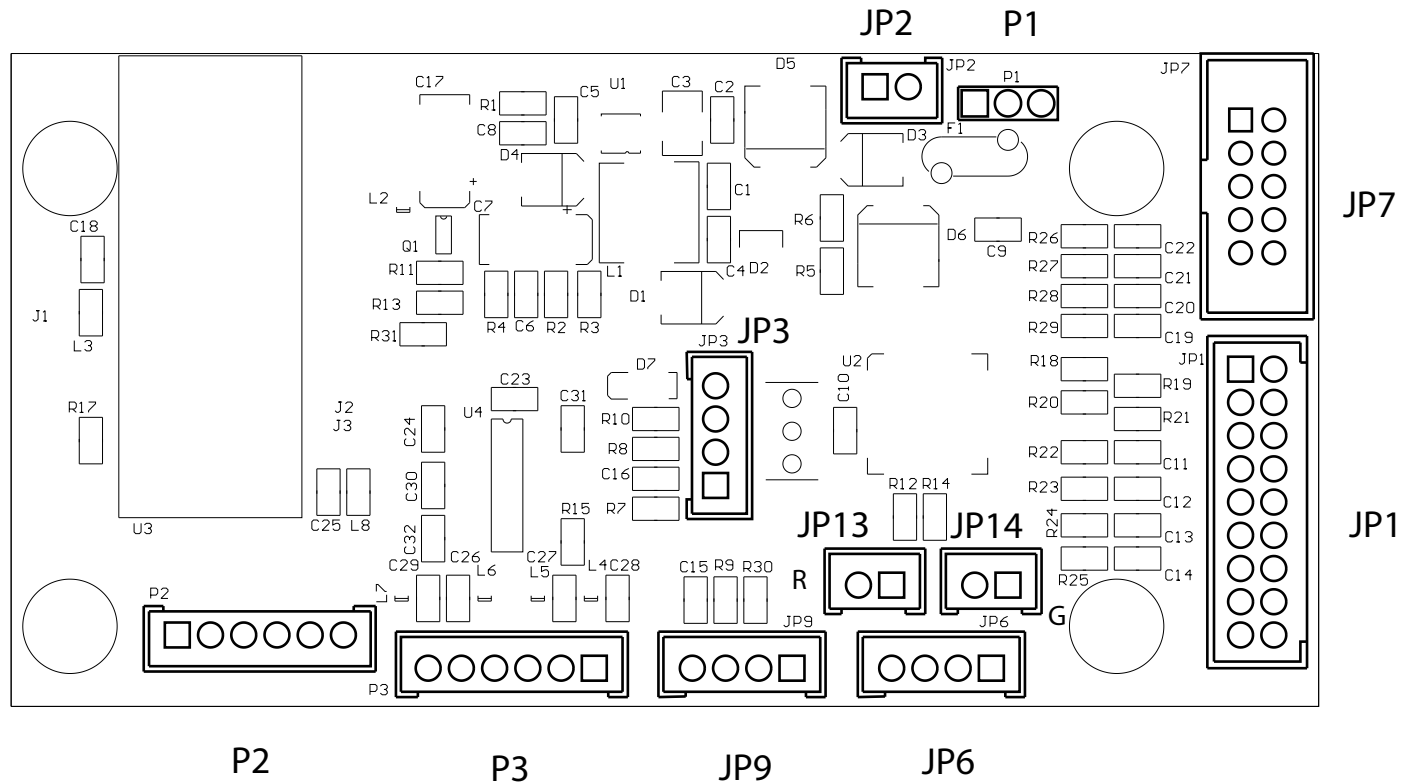 JP2 P1
C17 U1 C3 C2 D5 JP2 P1 JP7
R1 C5
C8
D4 D3 F1
L2 + C1
C18 C7 + R6 JP7
Q1 L1 C4 D2 R5 D6 C9 R26 C22
R11 R27 C21
J1 R13 D1 R28 C20
R4 C6 R2 R3
L3 R31 JP3 JP3 R29 C19
D7 U2 R18 JP1
C23 C10 R19
R17 J2 U4 C31 R10 R20 R21
J3 C24 R8 R22 C11
C30 C16 R12 R14 R23 C12
U3 C25 L8 C32 R15 R7 JP13 JP14 R24 C13 JP1
C29 C26 L6 C27 L5 L4 C28 C15 R9 R30 R R25 C14
P2 L7 JP9 JP6 G
P3
P2 P3 JP9 JP6